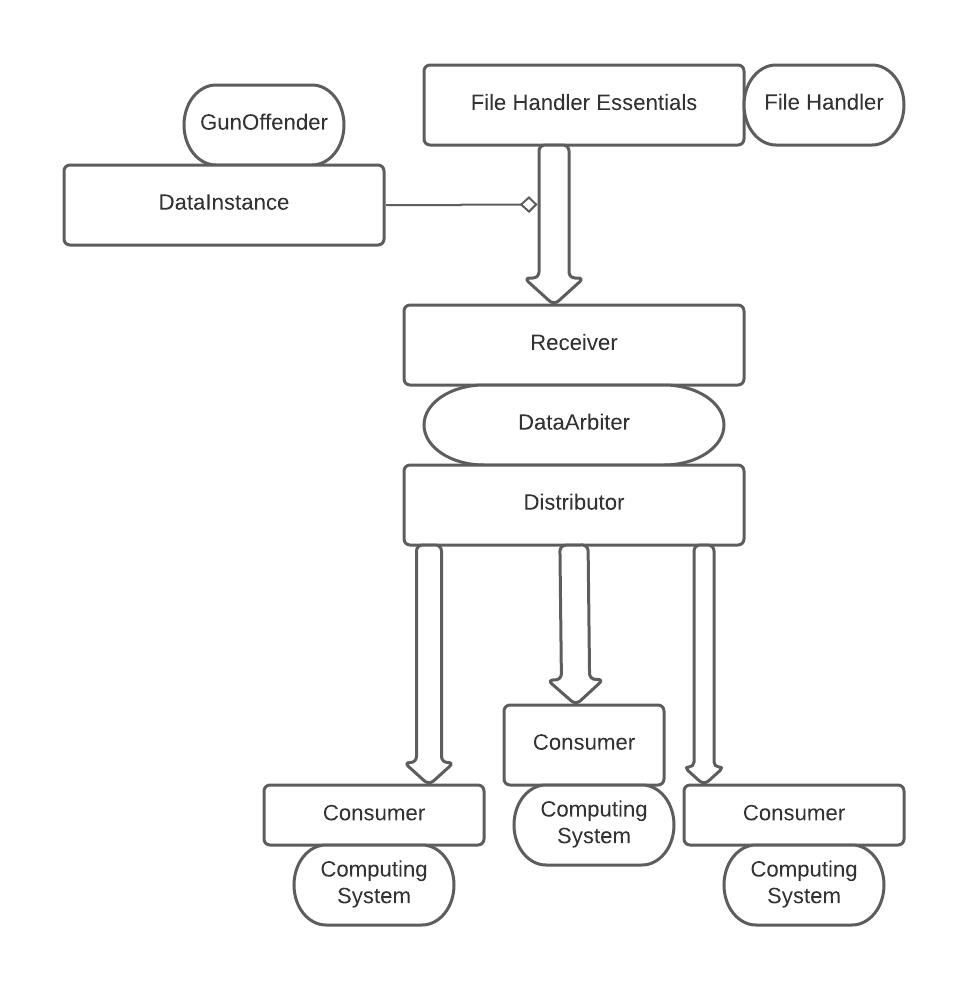 File Handler Essentials
File Handler
GunOffender
DataInstance
Receiver
DataArbiter
Distributor
Consumer
Computing
System
Consumer
Computing
System
Consumer
Computing
System